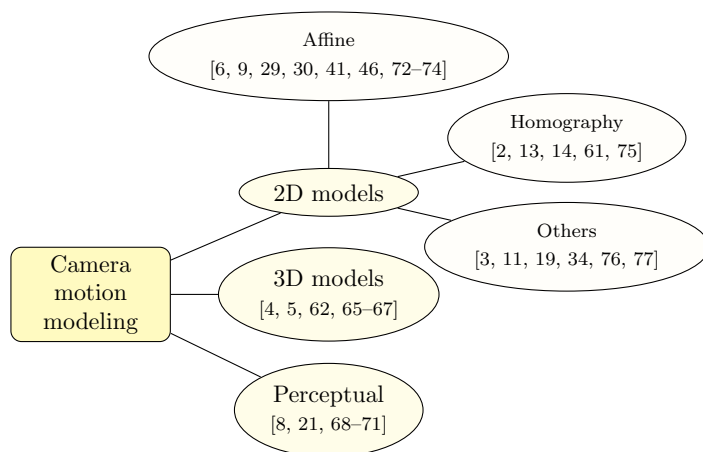 Affine
[6, 9, 29, 30, 41, 46, 72–74]
Homography
[2, 13, 14, 61, 75]
2D models
Others
[3, 11, 19, 34, 76, 77]
Camera
motion
modeling
3D models
[4, 5, 62, 65–67]
Perceptual
[8, 21, 68–71]